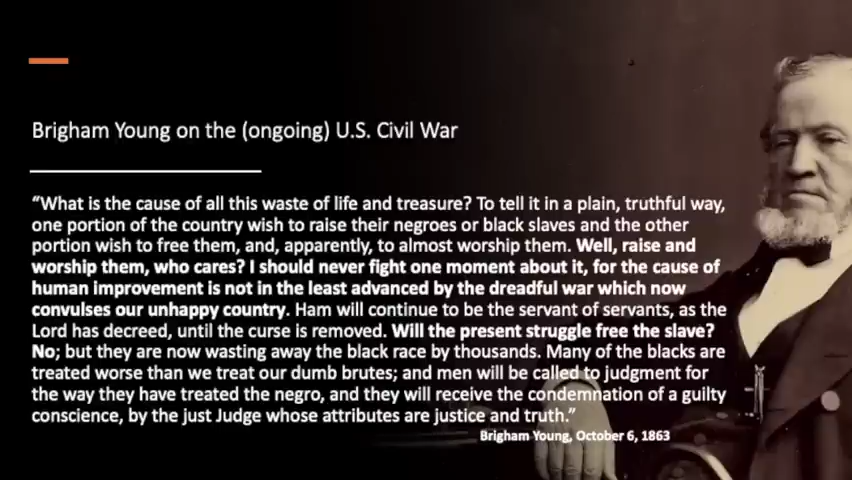 Brigham Young on the (ongoing) U.S. Civil War
“What is the cause of all this waste of life and treasure? To tell it in a plain, truthful way,
one portion of the country wish to raise their negroes or black slaves and the other
portion wish to free them, and, apparently, to almost worship them. Well, raise and
worship them, who cares? I should never fight one moment about it, for the cause of
human improvement is not in the least advanced by the dreadful war which now
convulses our unhappy country. Ham will continue to be the servant of servants, as the
Lord has decreed, until the curse is removed. Will the present struggle free the slave?
No; but they are now wasting away the black race by thousands. Many of the blacks are
treated worse than we treat our dumb brutes; and men will be called to judgment for
the way they have treated the negro, and they will receive the condemnation of a guilty
conscience, by the just Judge whose attributes are justice and truth.”
Brigham Young, October 6, 1863